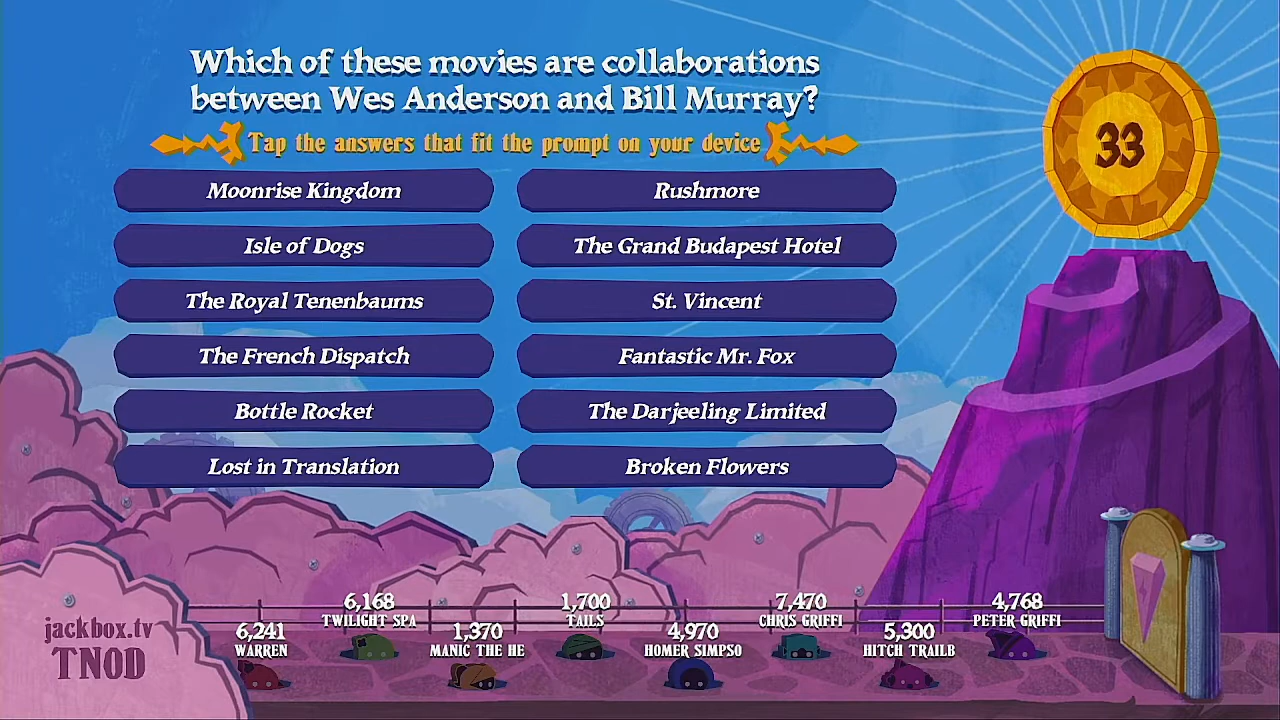 Which of these movies are collaborations
between Wes Anderson and Bill Murray?
Tap the answers that fit the prompt on your device
33
Moonrise Kingdom
Rushmore
Isle of Dogs
The Grand Budapest Hotel
The Royal Tenenbaums
St. Vincent
The French Dispatch
Fantastic Mr. Fox
Bottle Rocket
The Darjeeling Limited
Lost in Translation
Broken Flowers
jackbox.tv
TNOD
6,241
WARREN
6,168
TWILIGHT SPA
1,370
MANIC THE HE
1,700
TAILS
4,970
HOMER SIMPSO
7,470
CHRIS GRIFFI
5,300
HITCH TRAILB
4,768
PETER GRIFFI